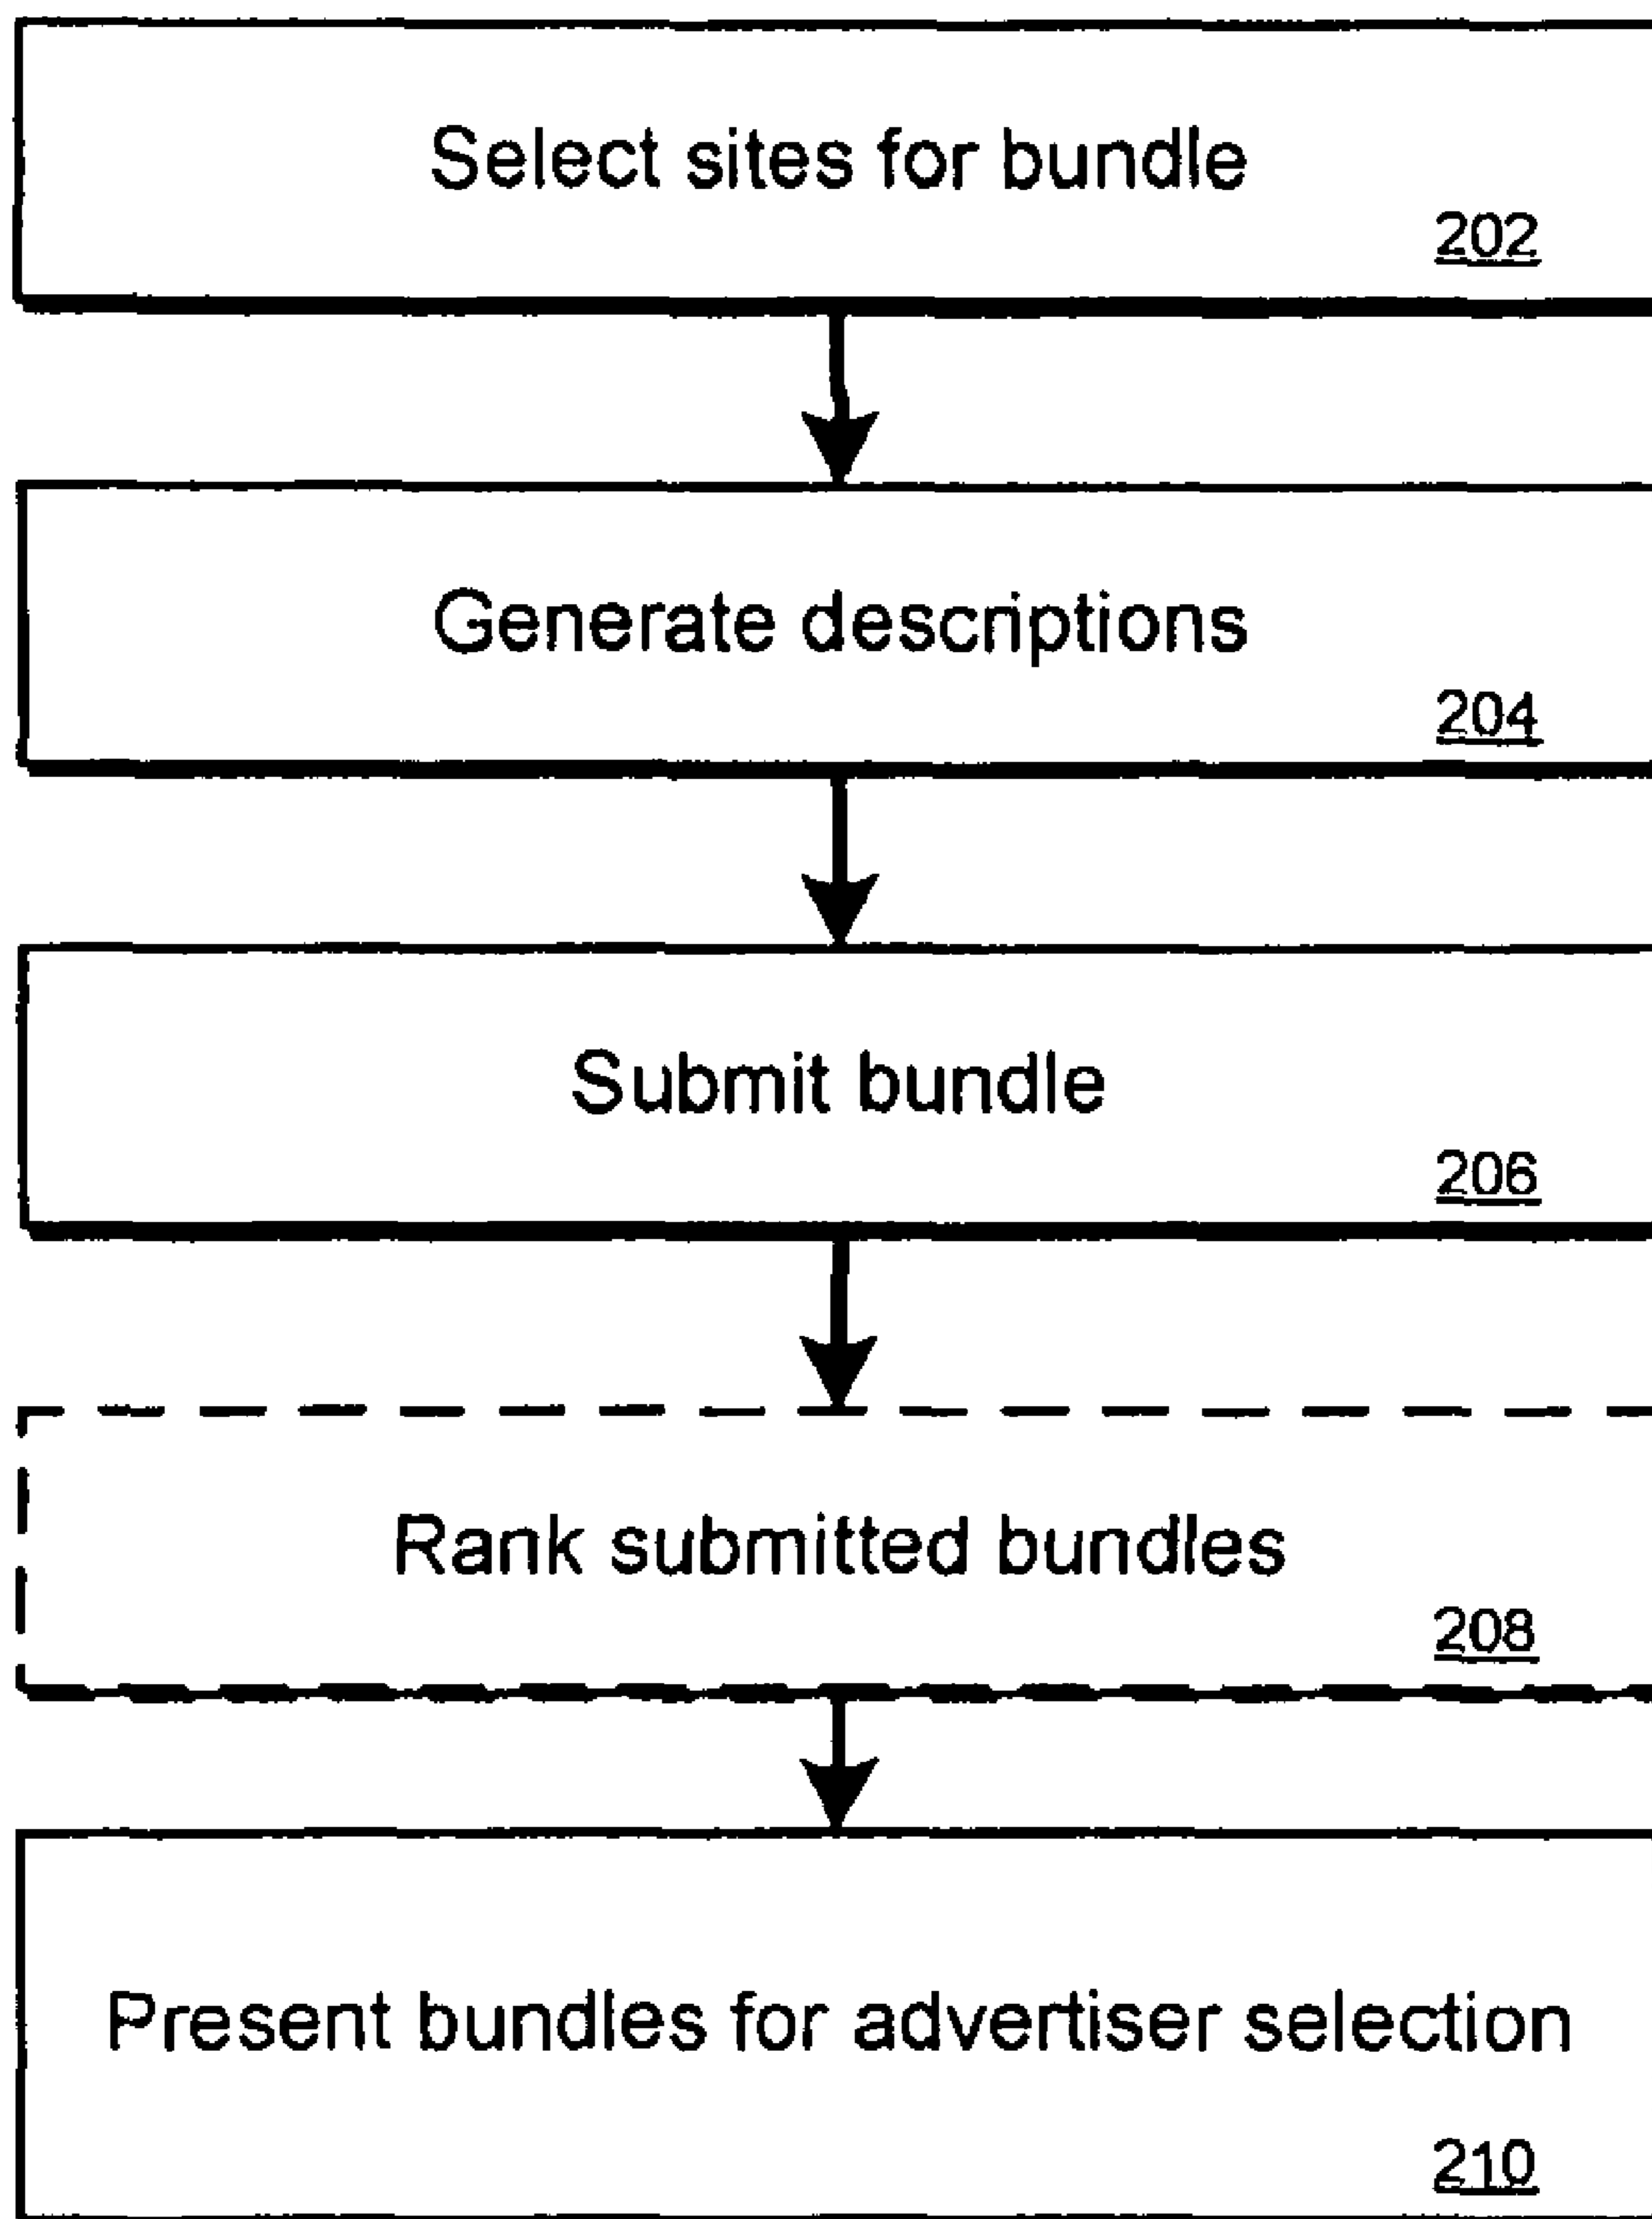 Select sites for bundle
202
Generate descriptions
204
Submit bundle
206
Rank submitted bundles
208
Present bundles for advertiser selection
210